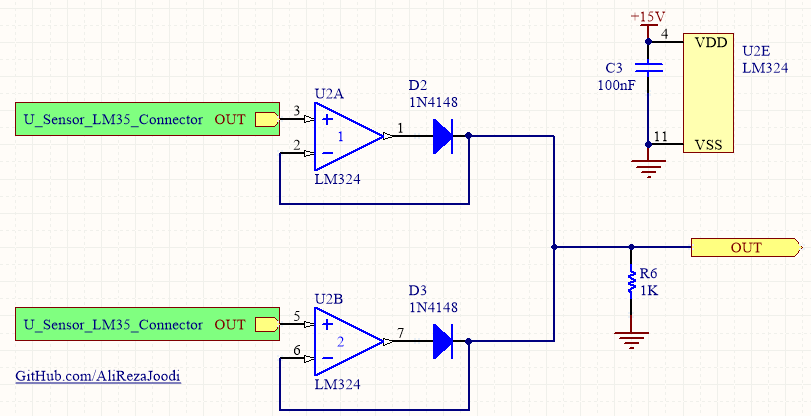 +15V
4
VDD
U2E
LM324
C3
100nF
11
VSS
D2
1N4148
U2A
U_Sensor_LM35_Connector OUT
3
+
1
1
2
−
LM324
OUT
R6
1K
D3
1N4148
U2B
U_Sensor_LM35_Connector OUT
5
+
2
7
6
−
LM324
GitHub.com/AliRezaJoodi